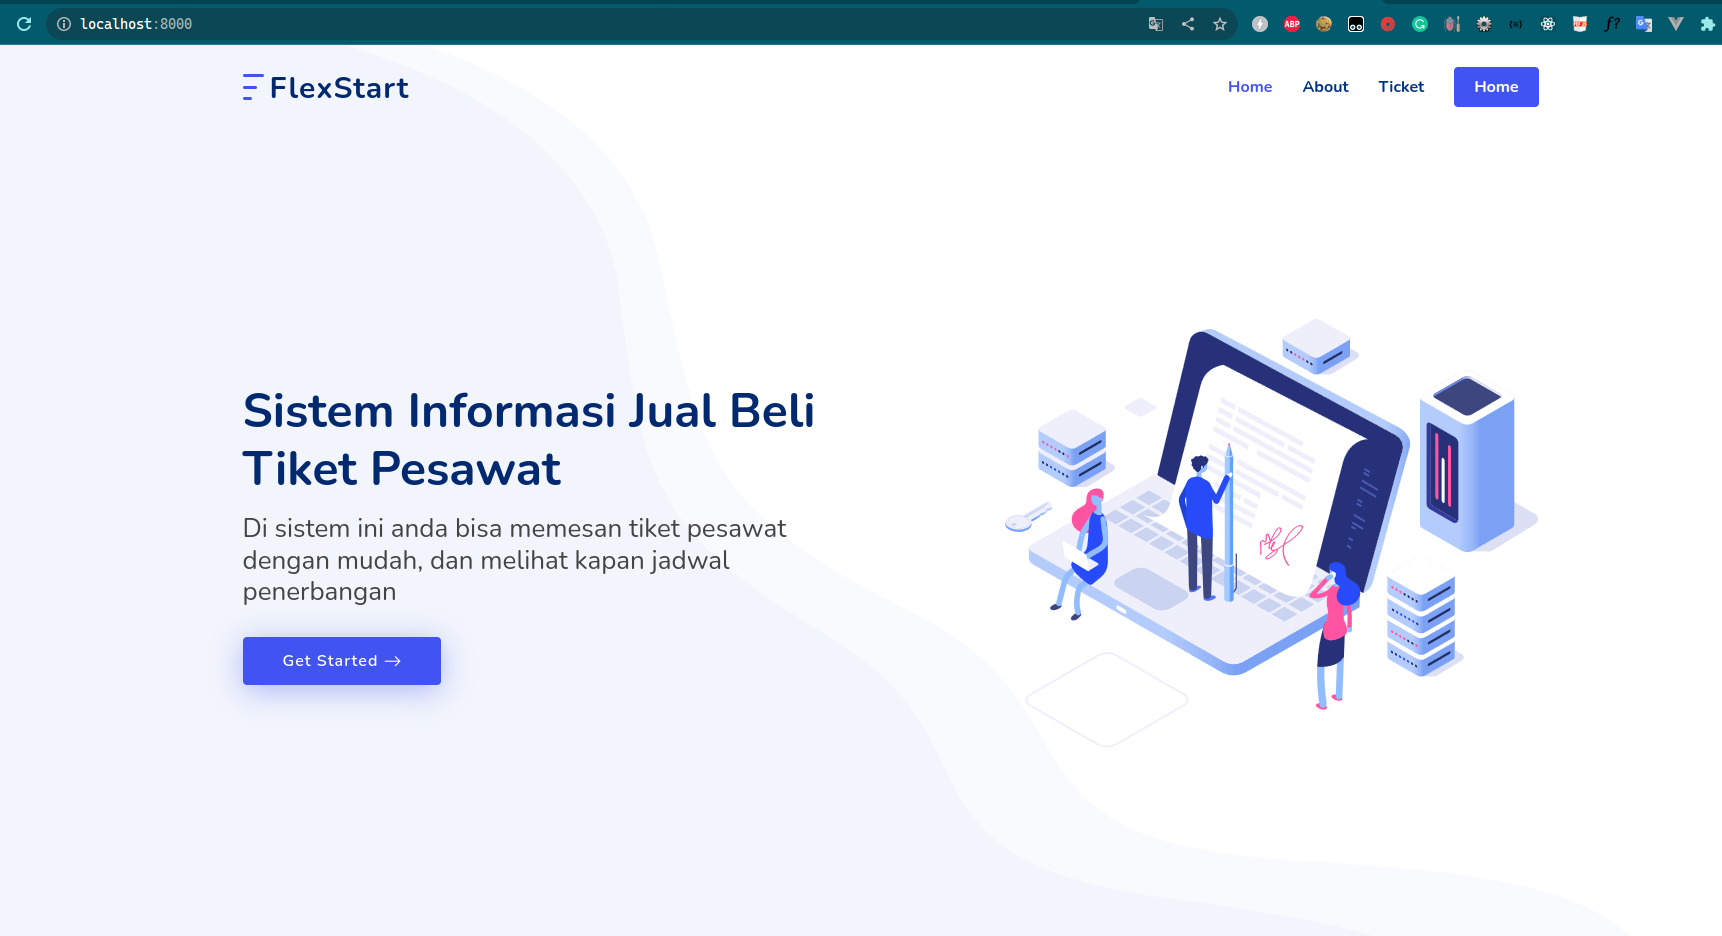 localhost:8000
ABP
FlexStart
Home
About
Ticket
Home
Sistem Informasi Jual Beli
Tiket Pesawat
Di sistem ini anda bisa memesan tiket pesawat
dengan mudah, dan melihat kapan jadwal
penerbangan
Get Started →